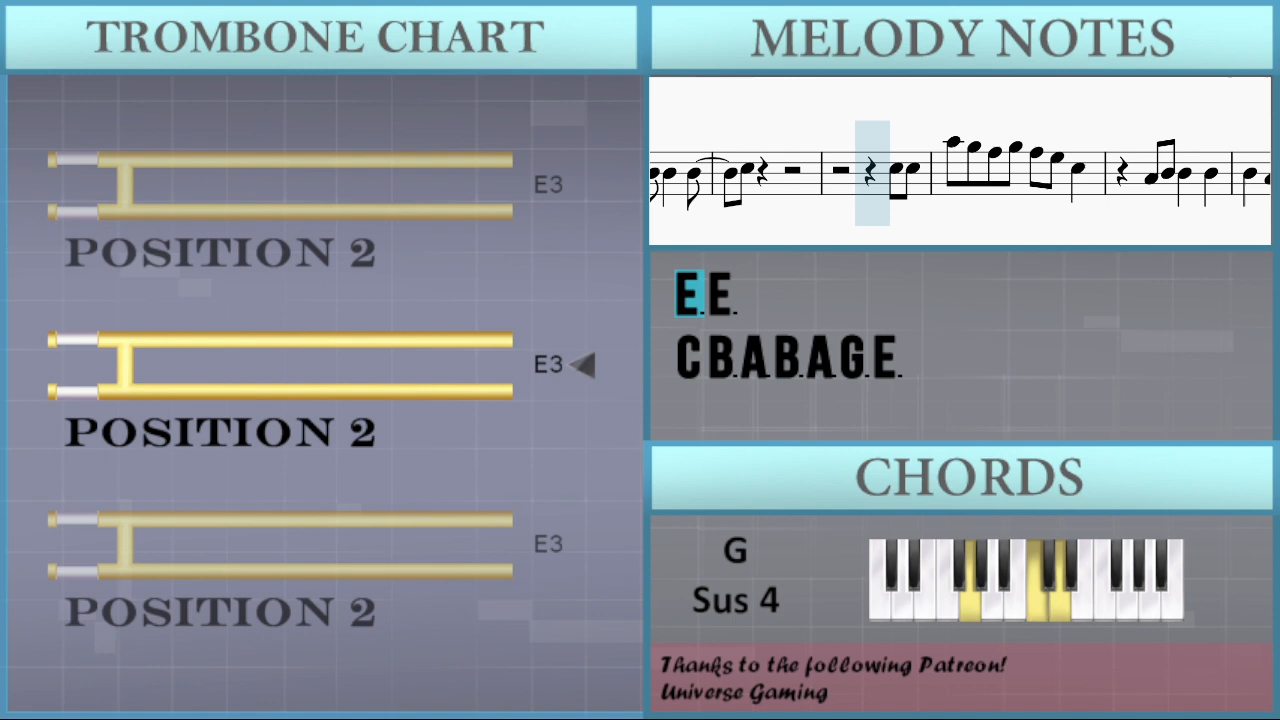 TROMBONE CHART
E3
POSITION 2
E3
POSITION 2
E3
POSITION 2
MELODY NOTES
E.E.
C B.A.B.A.G.E.
CHORDS
G
Sus 4
Thanks to the following Patreon!
Universe Gaming